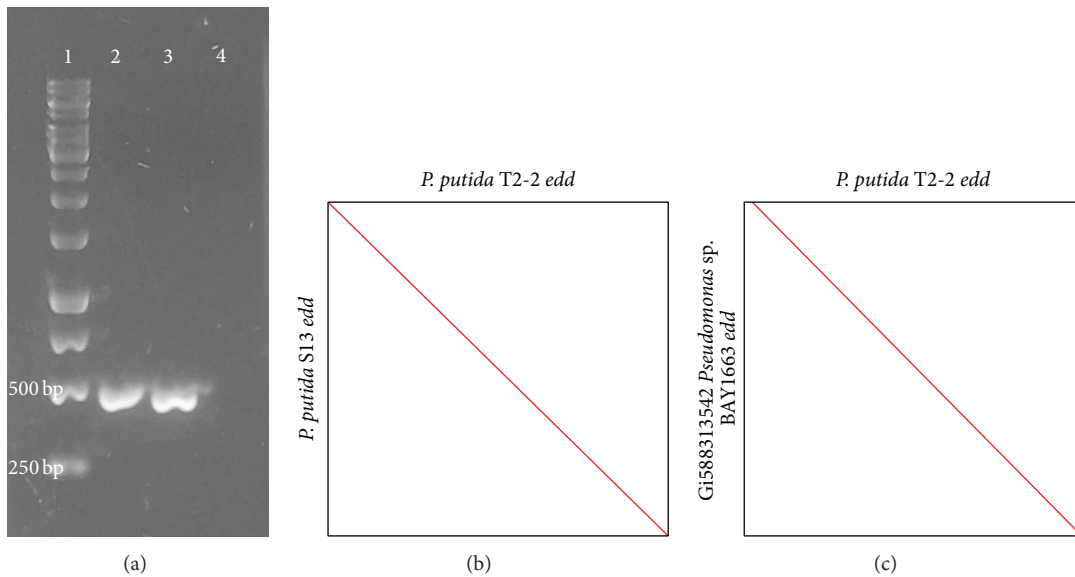 1 2 3 4
500 bp
250 bp
(a)
P. putida T2-2 edd
P. putida S13 edd
(b)
P. putida T2-2 edd
Gi588313542 Pseudomonas sp.
BAY1663 edd
(c)